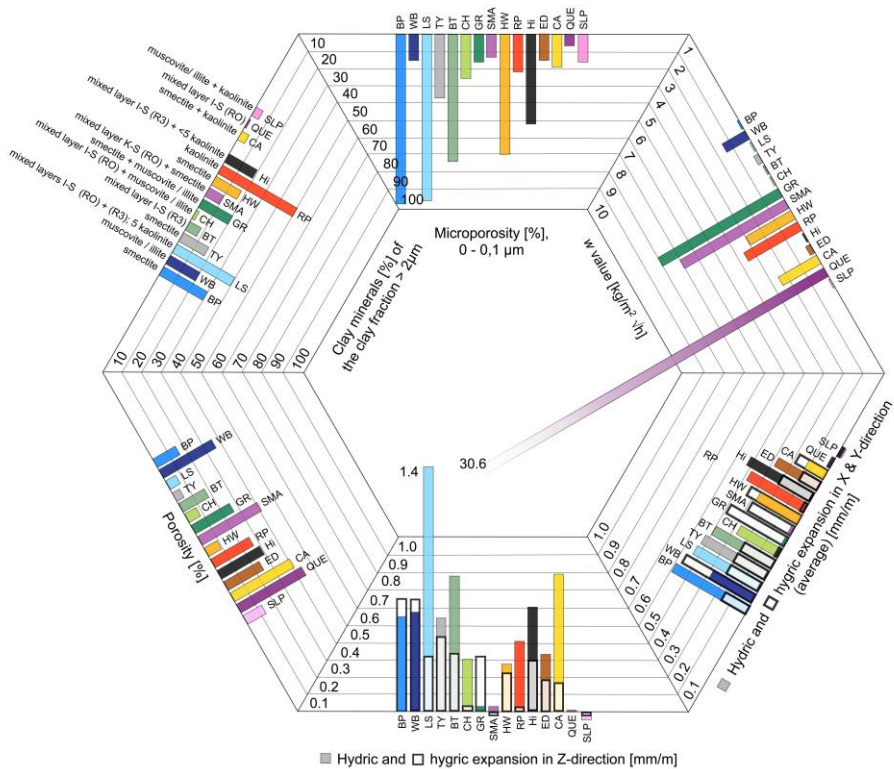 BP
WB
LS
TY
BT
CH
GR
SMA
HW
RP
Hi
ED
CA
QUE
SLP
10
20
30
40
50
60
70
80
90
100
Microporosity [%],
0 - 0,1 µm
1
2
3
4
5
6
7
8
9
10
w value [kg/m² √h]
BP
WB
LS
TY
BT
CH
GR
SMA
HW
RP
Hi
ED
CA
QUE
SLP
30.6
muscovite/ illite + kaolinite
mixed layer I-S (RO)
smectite + kaolinite
mixed layer I-S (R3) + <5 kaolinite
kaolinite
smectite
mixed layer K-S (RO) + smectite
smectite + muscovite / illite
mixed layer I-S (RO) + muscovite / illite
mixed layer I-S (R3)
smectite
mixed layers I-S (RO) + (R3); 5 kaolinite
muscovite / illite
smectite
SLP
QUE
CA
Hi
RP
HW
SMA
GR
CH
BT
TY
LS
WB
BP
Clay minerals [%] of
the clay fraction > 2µm
10
20
30
40
50
60
70
80
90
100
Porosity [%]
BP
WB
LS
TY
BT
CH
GR
SMA
HW
RP
Hi
ED
CA
QUE
SLP
1.4
1.0
0.9
0.8
0.7
0.6
0.5
0.4
0.3
0.2
0.1
BP
WB
LS
TY
BT
CH
GR
SMA
HW
RP
Hi
ED
CA
QUE
SLP
Hydric and hygric expansion in Z-direction [mm/m]
1.0
0.9
0.8
0.7
0.6
0.5
0.4
0.3
0.2
0.1
SLP
QUE
CA
ED
Hi
RP
HW
SMA
GR
CH
BT
TY
LS
WB
BP
Hydric and hygric expansion in X & Y-direction
(average) [mm/m]